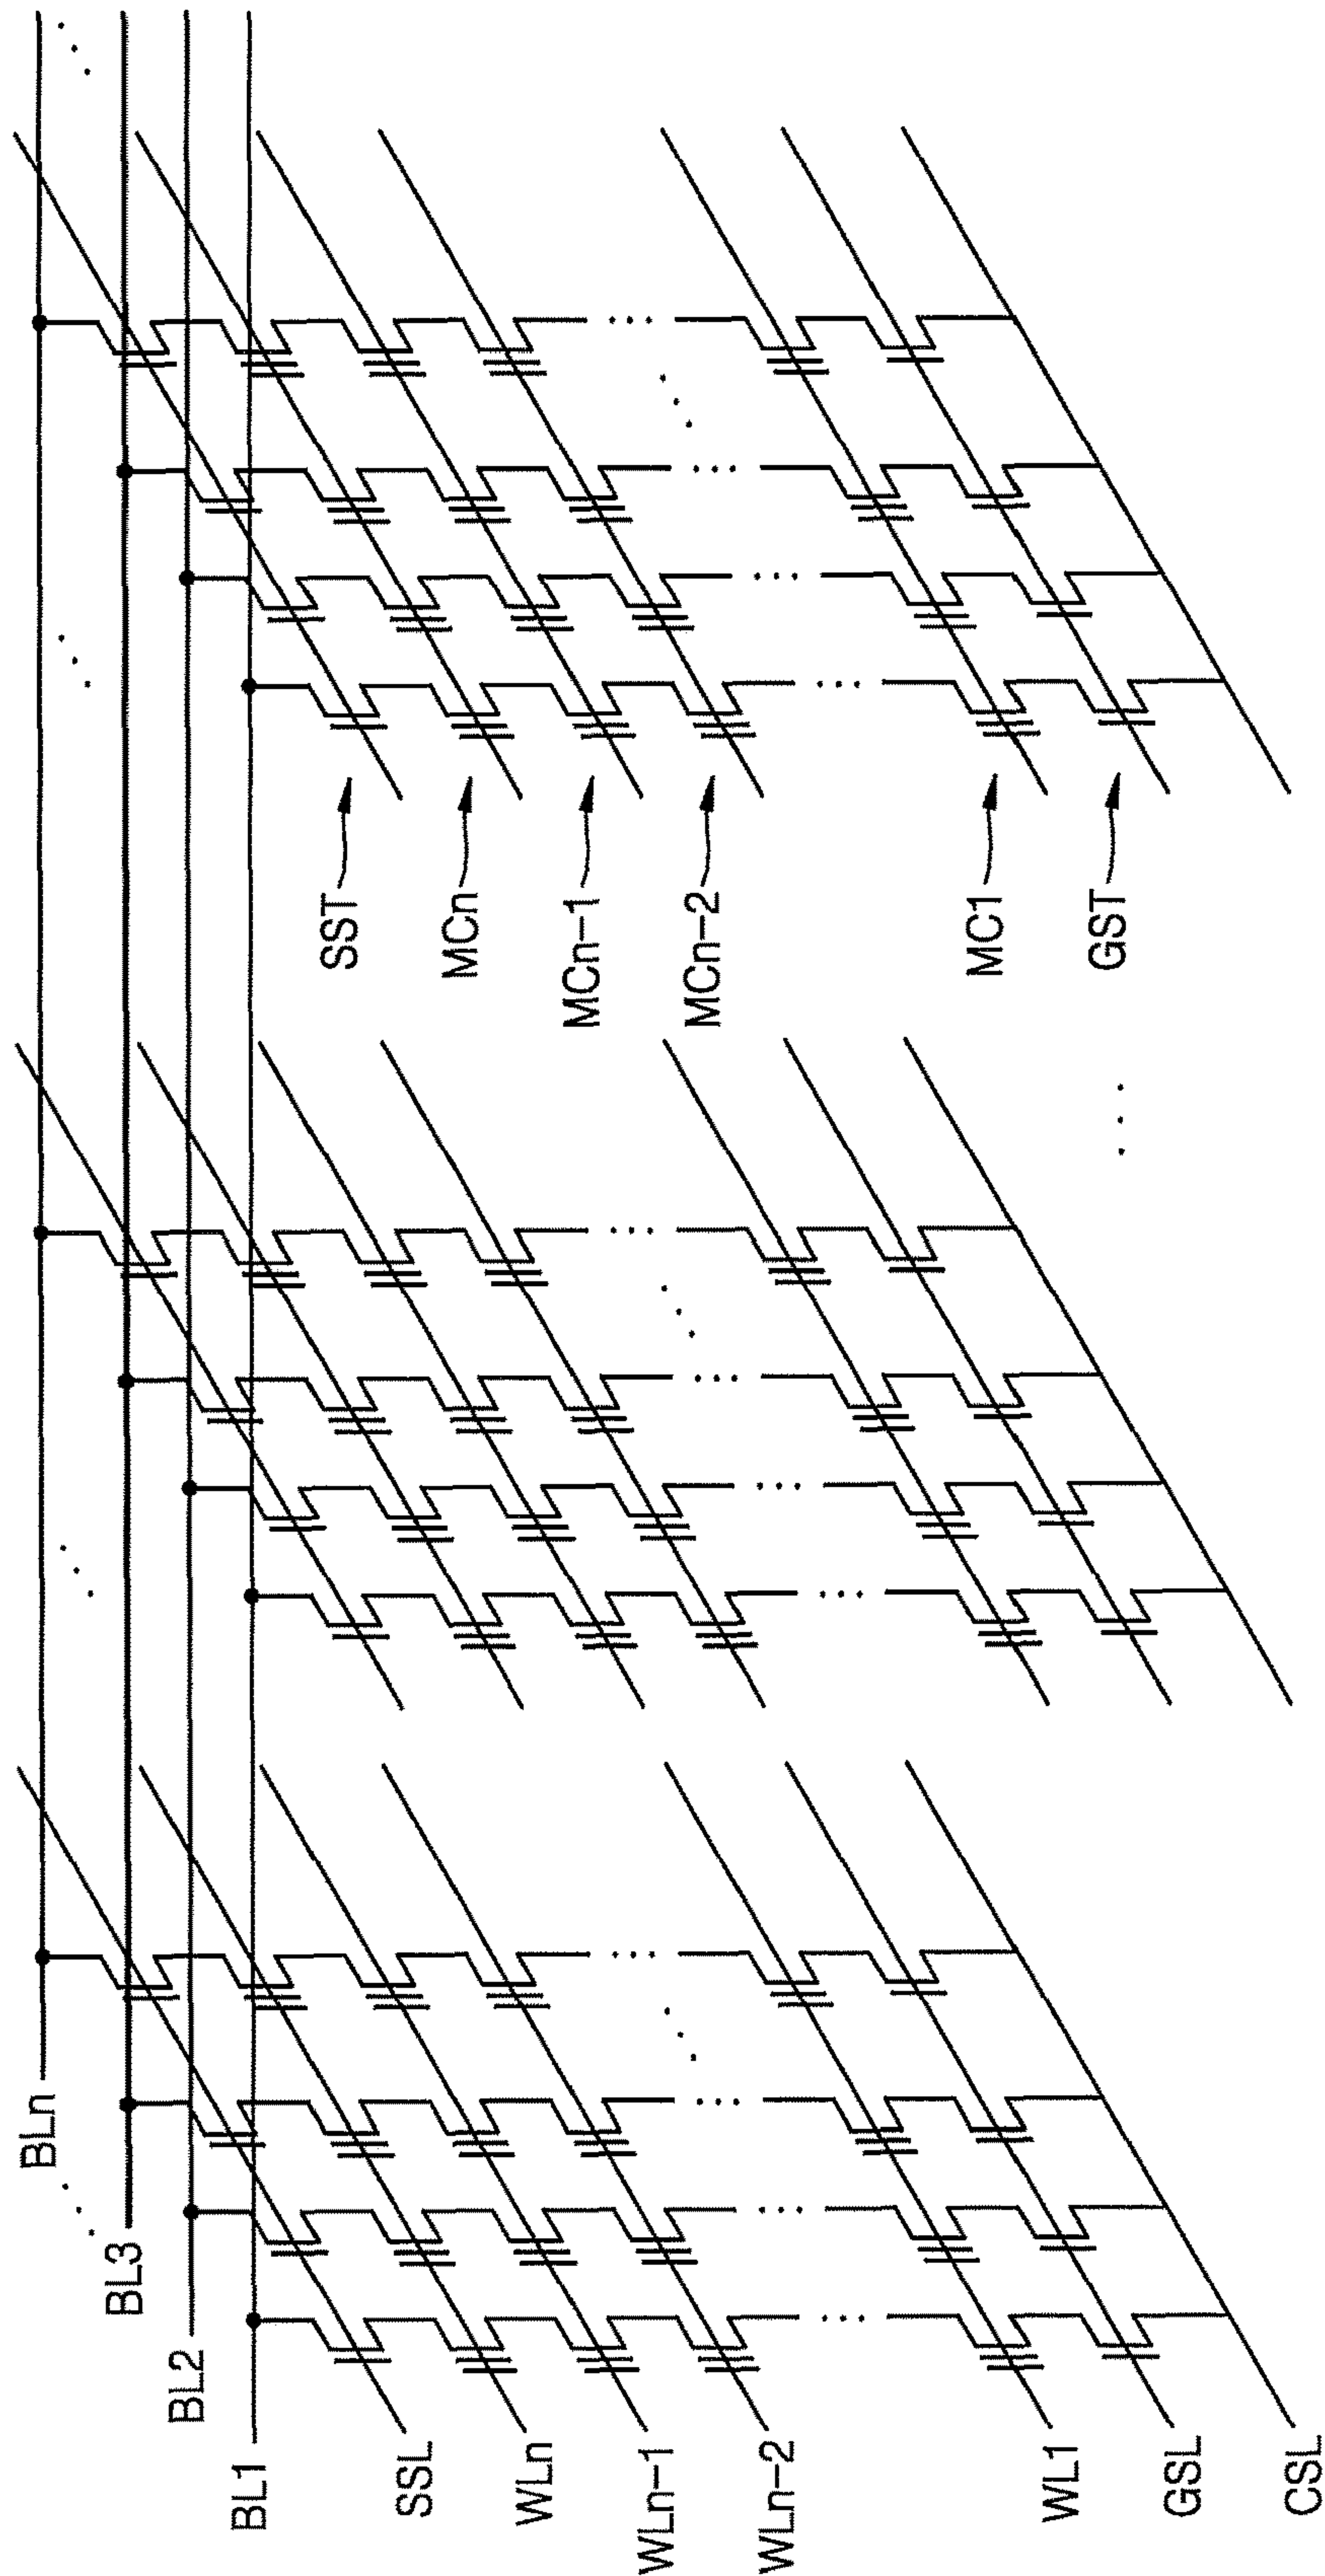 BLn
BL3
BL2
BL1
SSL
WLn
WLn-1
WLn-2
WL1
GSL
CSL
SST
MCn
MCn-1
MCn-2
MC1
GST